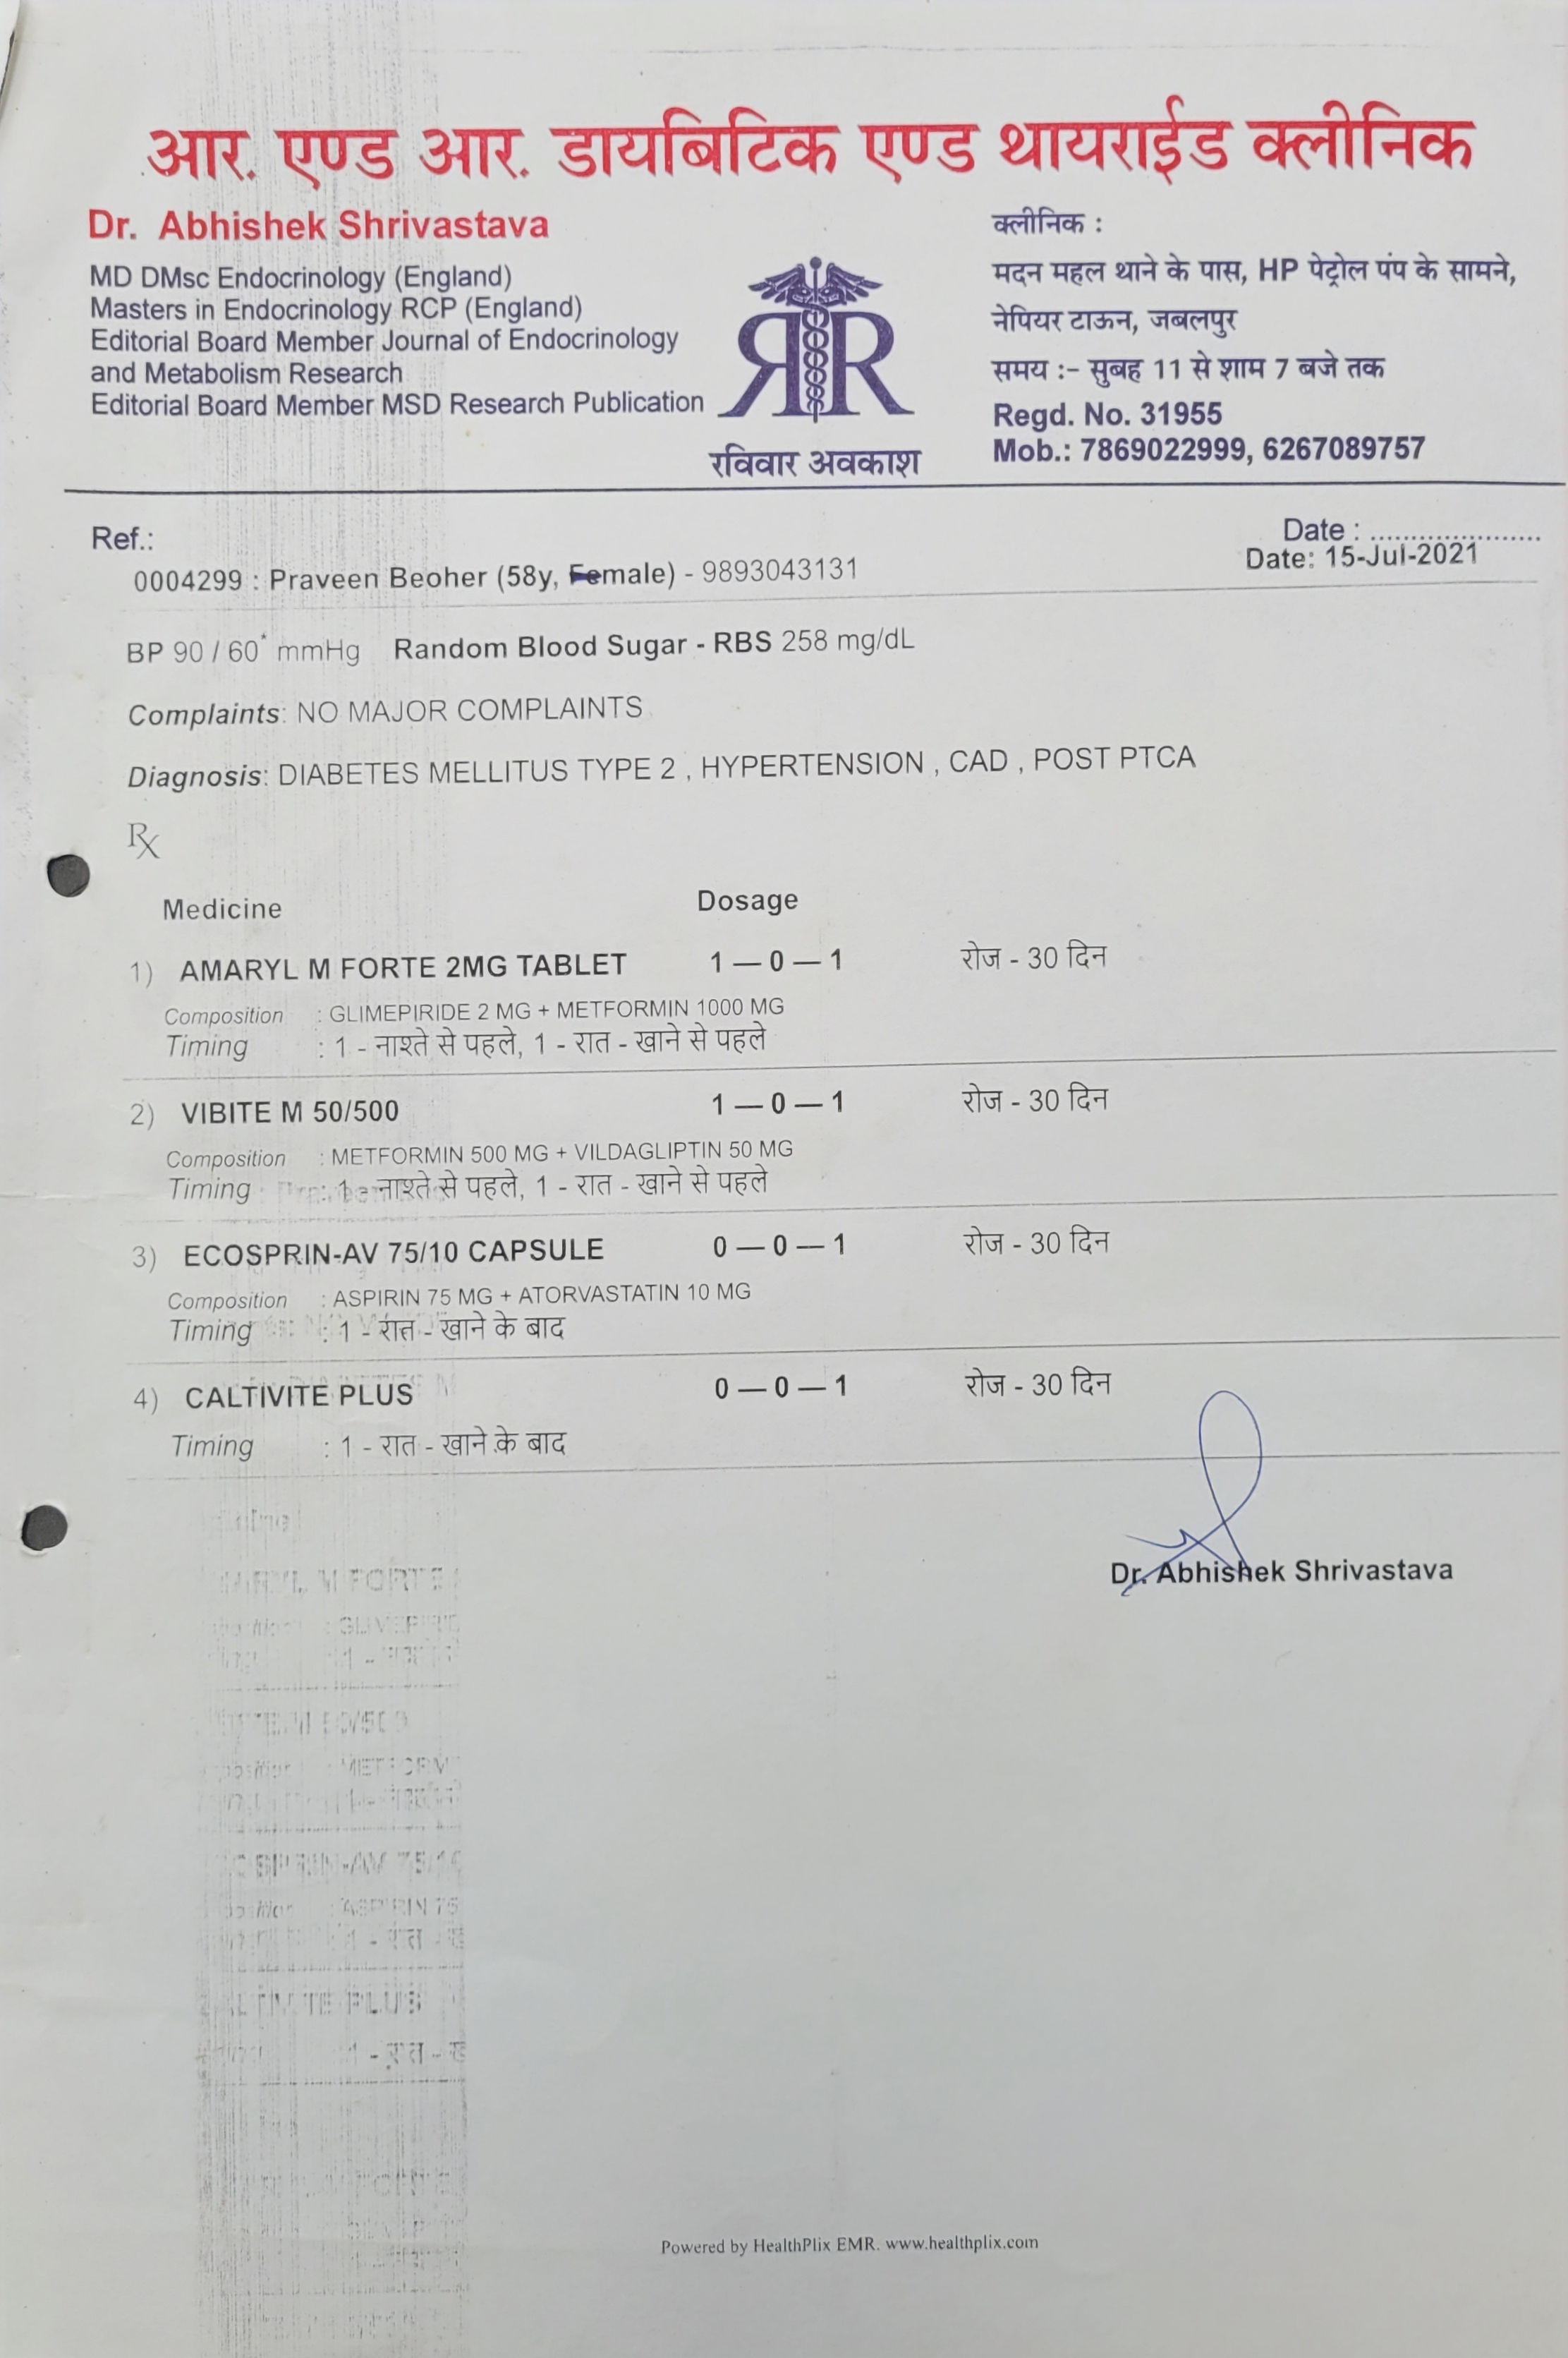 आर. एण्ड आर. डायबिटिक एण्ड थायराईड क्लीनिक
Dr. Abhishek Shrivastava
MD DMsc Endocrinology (England)
Masters in Endocrinology RCP (England)
Editorial Board Member Journal of Endocrinology
and Metabolism Research
Editorial Board Member MSD Research Publication
RR
रविवार अवकाश
क्लीनिक :
मदन महल थाने के पास, HP पेट्रोल पंप के सामने,
नेपियर टाऊन, जबलपुर
समय :- सुबह 11 से शाम 7 बजे तक
Regd. No. 31955
Mob.: 7869022999, 6267089757
Ref.:
Date : ......................
Date: 15-Jul-2021
0004299 : Praveen Beoher (58y, Female) - 9893043131
BP 90 / 60* mmHg Random Blood Sugar - RBS 258 mg/dL
Complaints: NO MAJOR COMPLAINTS
Diagnosis: DIABETES MELLITUS TYPE 2 , HYPERTENSION , CAD , POST PTCA
Rx
Medicine Dosage
1) AMARYL M FORTE 2MG TABLET 1 — 0 — 1 रोज - 30 दिन
Composition : GLIMEPIRIDE 2 MG + METFORMIN 1000 MG
Timing : 1 - नाश्ते से पहले, 1 - रात - खाने से पहले
2) VIBITE M 50/500 1 — 0 — 1 रोज - 30 दिन
Composition : METFORMIN 500 MG + VILDAGLIPTIN 50 MG
Timing : 1 - नाश्ते से पहले, 1 - रात - खाने से पहले
3) ECOSPRIN-AV 75/10 CAPSULE 0 — 0 — 1 रोज - 30 दिन
Composition : ASPIRIN 75 MG + ATORVASTATIN 10 MG
Timing : 1 - रात - खाने के बाद
4) CALTIVITE PLUS 0 — 0 — 1 रोज - 30 दिन
Timing : 1 - रात - खाने के बाद
Dr. Abhishek Shrivastava
Powered by HealthPlix EMR. www.healthplix.com